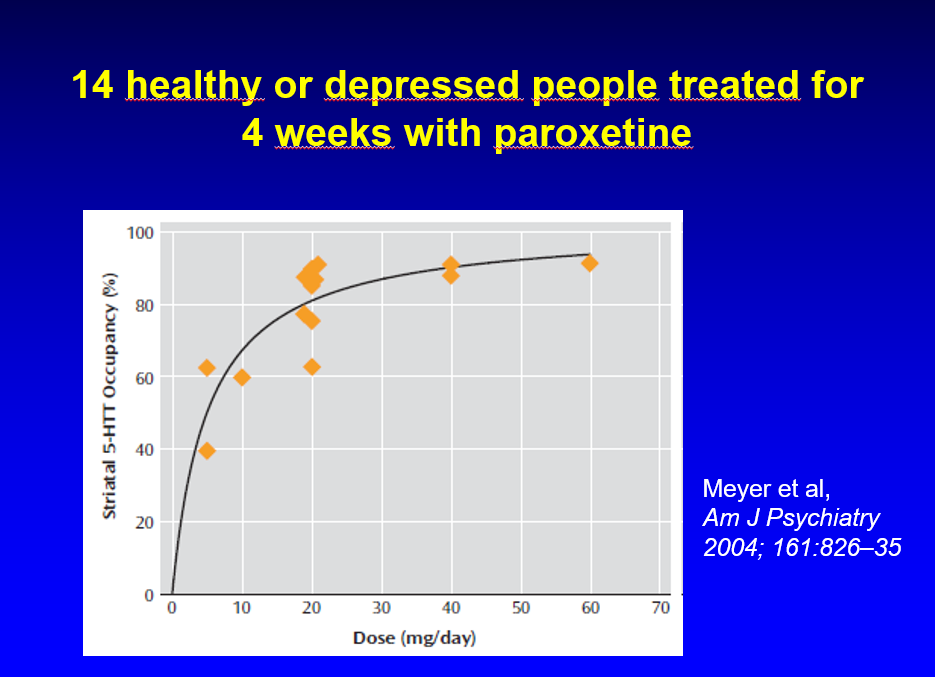 14 healthy or depressed people treated for
4 weeks with paroxetine
100
80
60
40
20
0
Striatal 5-HTT Occupancy (%)
0 10 20 30 40 50 60 70
Dose (mg/day)
Meyer et al,
Am J Psychiatry
2004; 161:826–35